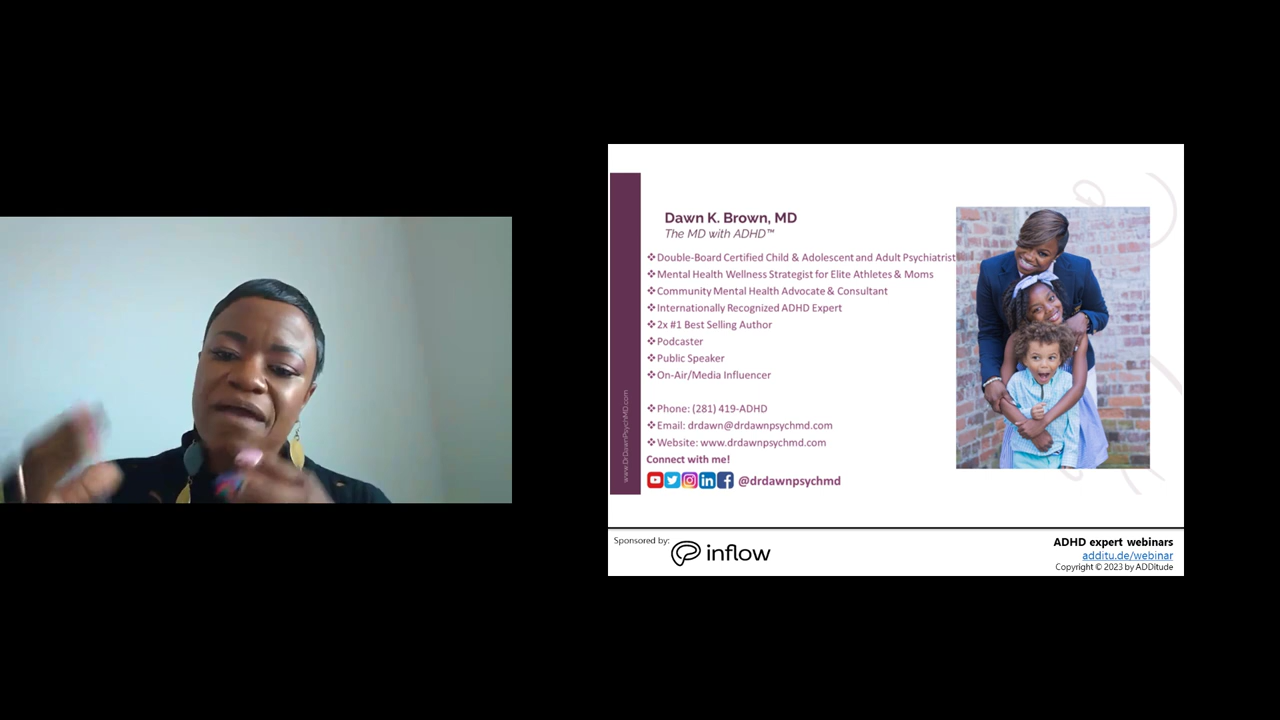 Dawn K. Brown, MD
The MD with ADHD™
❖Double-Board Certified Child & Adolescent and Adult Psychiatrist
❖Mental Health Wellness Strategist for Elite Athletes & Moms
❖Community Mental Health Advocate & Consultant
❖Internationally Recognized ADHD Expert
❖2x #1 Best Selling Author
❖Podcaster
❖Public Speaker
❖On-Air/Media Influencer
❖Phone: (281) 419-ADHD
❖Email: drdawn@drdawnpsychmd.com
❖Website: www.drdawnpsychmd.com
Connect with me!
@drdawnpsychmd
www.DrDawnPsychMD.com
Sponsored by:
inflow
ADHD expert webinars
additu.de/webinar
Copyright © 2023 by ADDitude